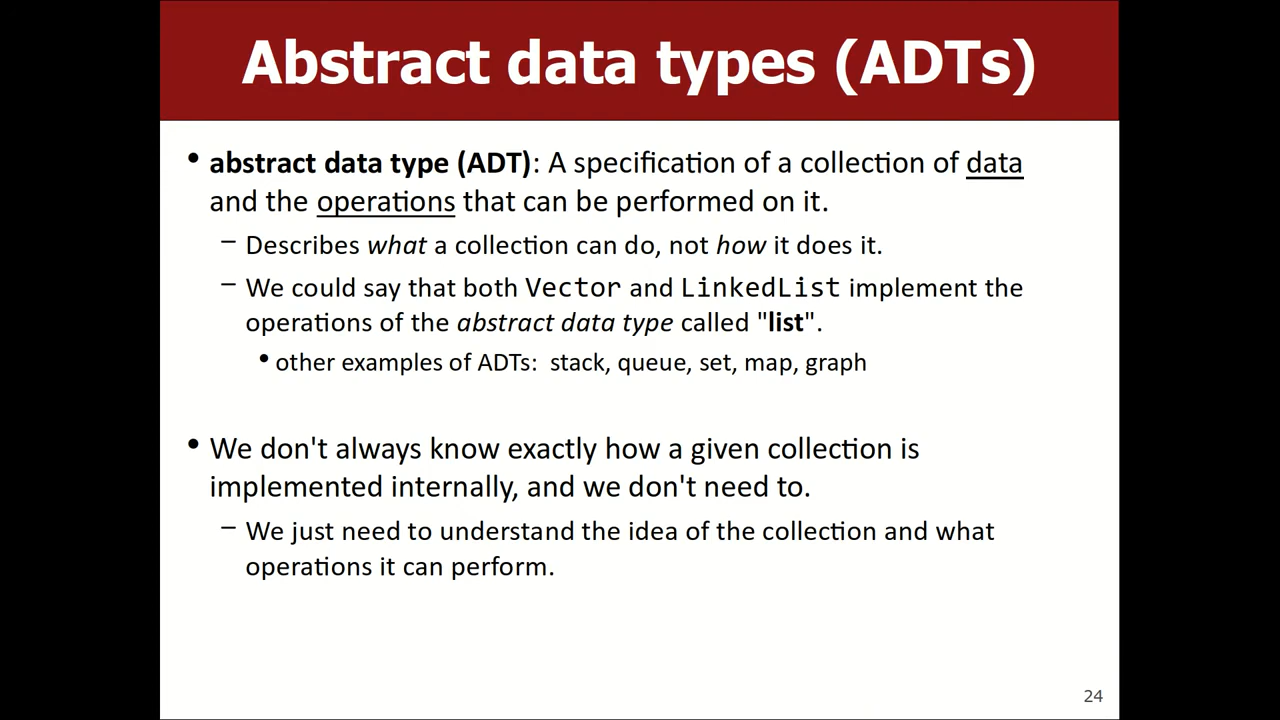 Abstract data types (ADTs)
• abstract data type (ADT): A specification of a collection of data
and the operations that can be performed on it.
– Describes what a collection can do, not how it does it.
– We could say that both Vector and LinkedList implement the
operations of the abstract data type called "list".
• other examples of ADTs: stack, queue, set, map, graph
• We don't always know exactly how a given collection is
implemented internally, and we don't need to.
– We just need to understand the idea of the collection and what
operations it can perform.
24